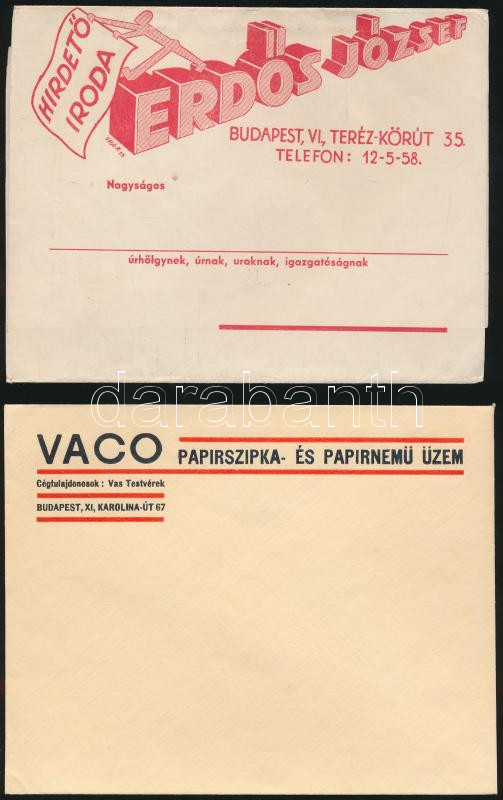 HIRDETŐ
IRODA
ERDŐS JÓZSEF
BUDAPEST, VI, TERÉZ-KÖRÚT 35.
TELEFON: 12-5-58.
Nagyságos
úrhölgynek, úrnak, uraknak, igazgatóságnak
darabanth
VACO PAPIRSZIPKA- ÉS PAPIRNEMÜ ÜZEM
Cégtulajdonosok: Vas Testvérek
BUDAPEST, XI, KAROLINA-ÚT 67